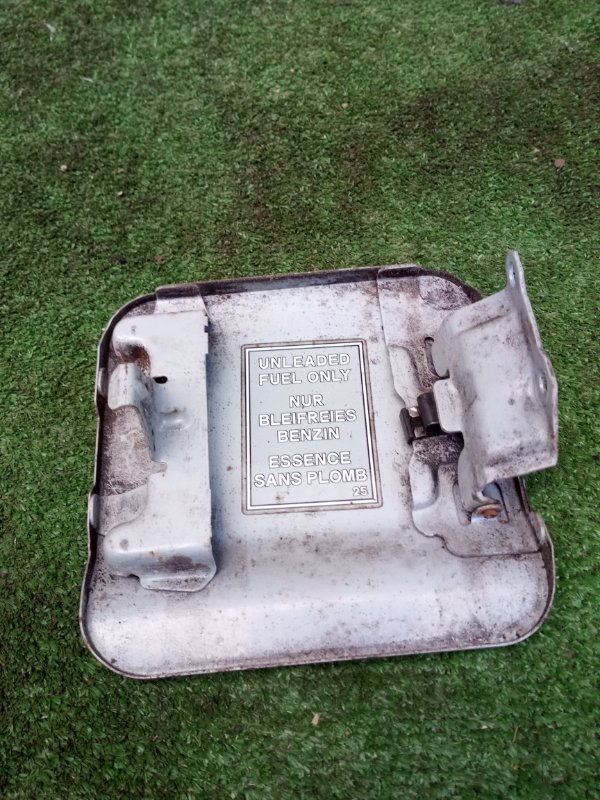 UNLEADED
FUEL ONLY
NUR
BLEIFREIES
BENZIN
ESSENCE
SANS PLOMB
25